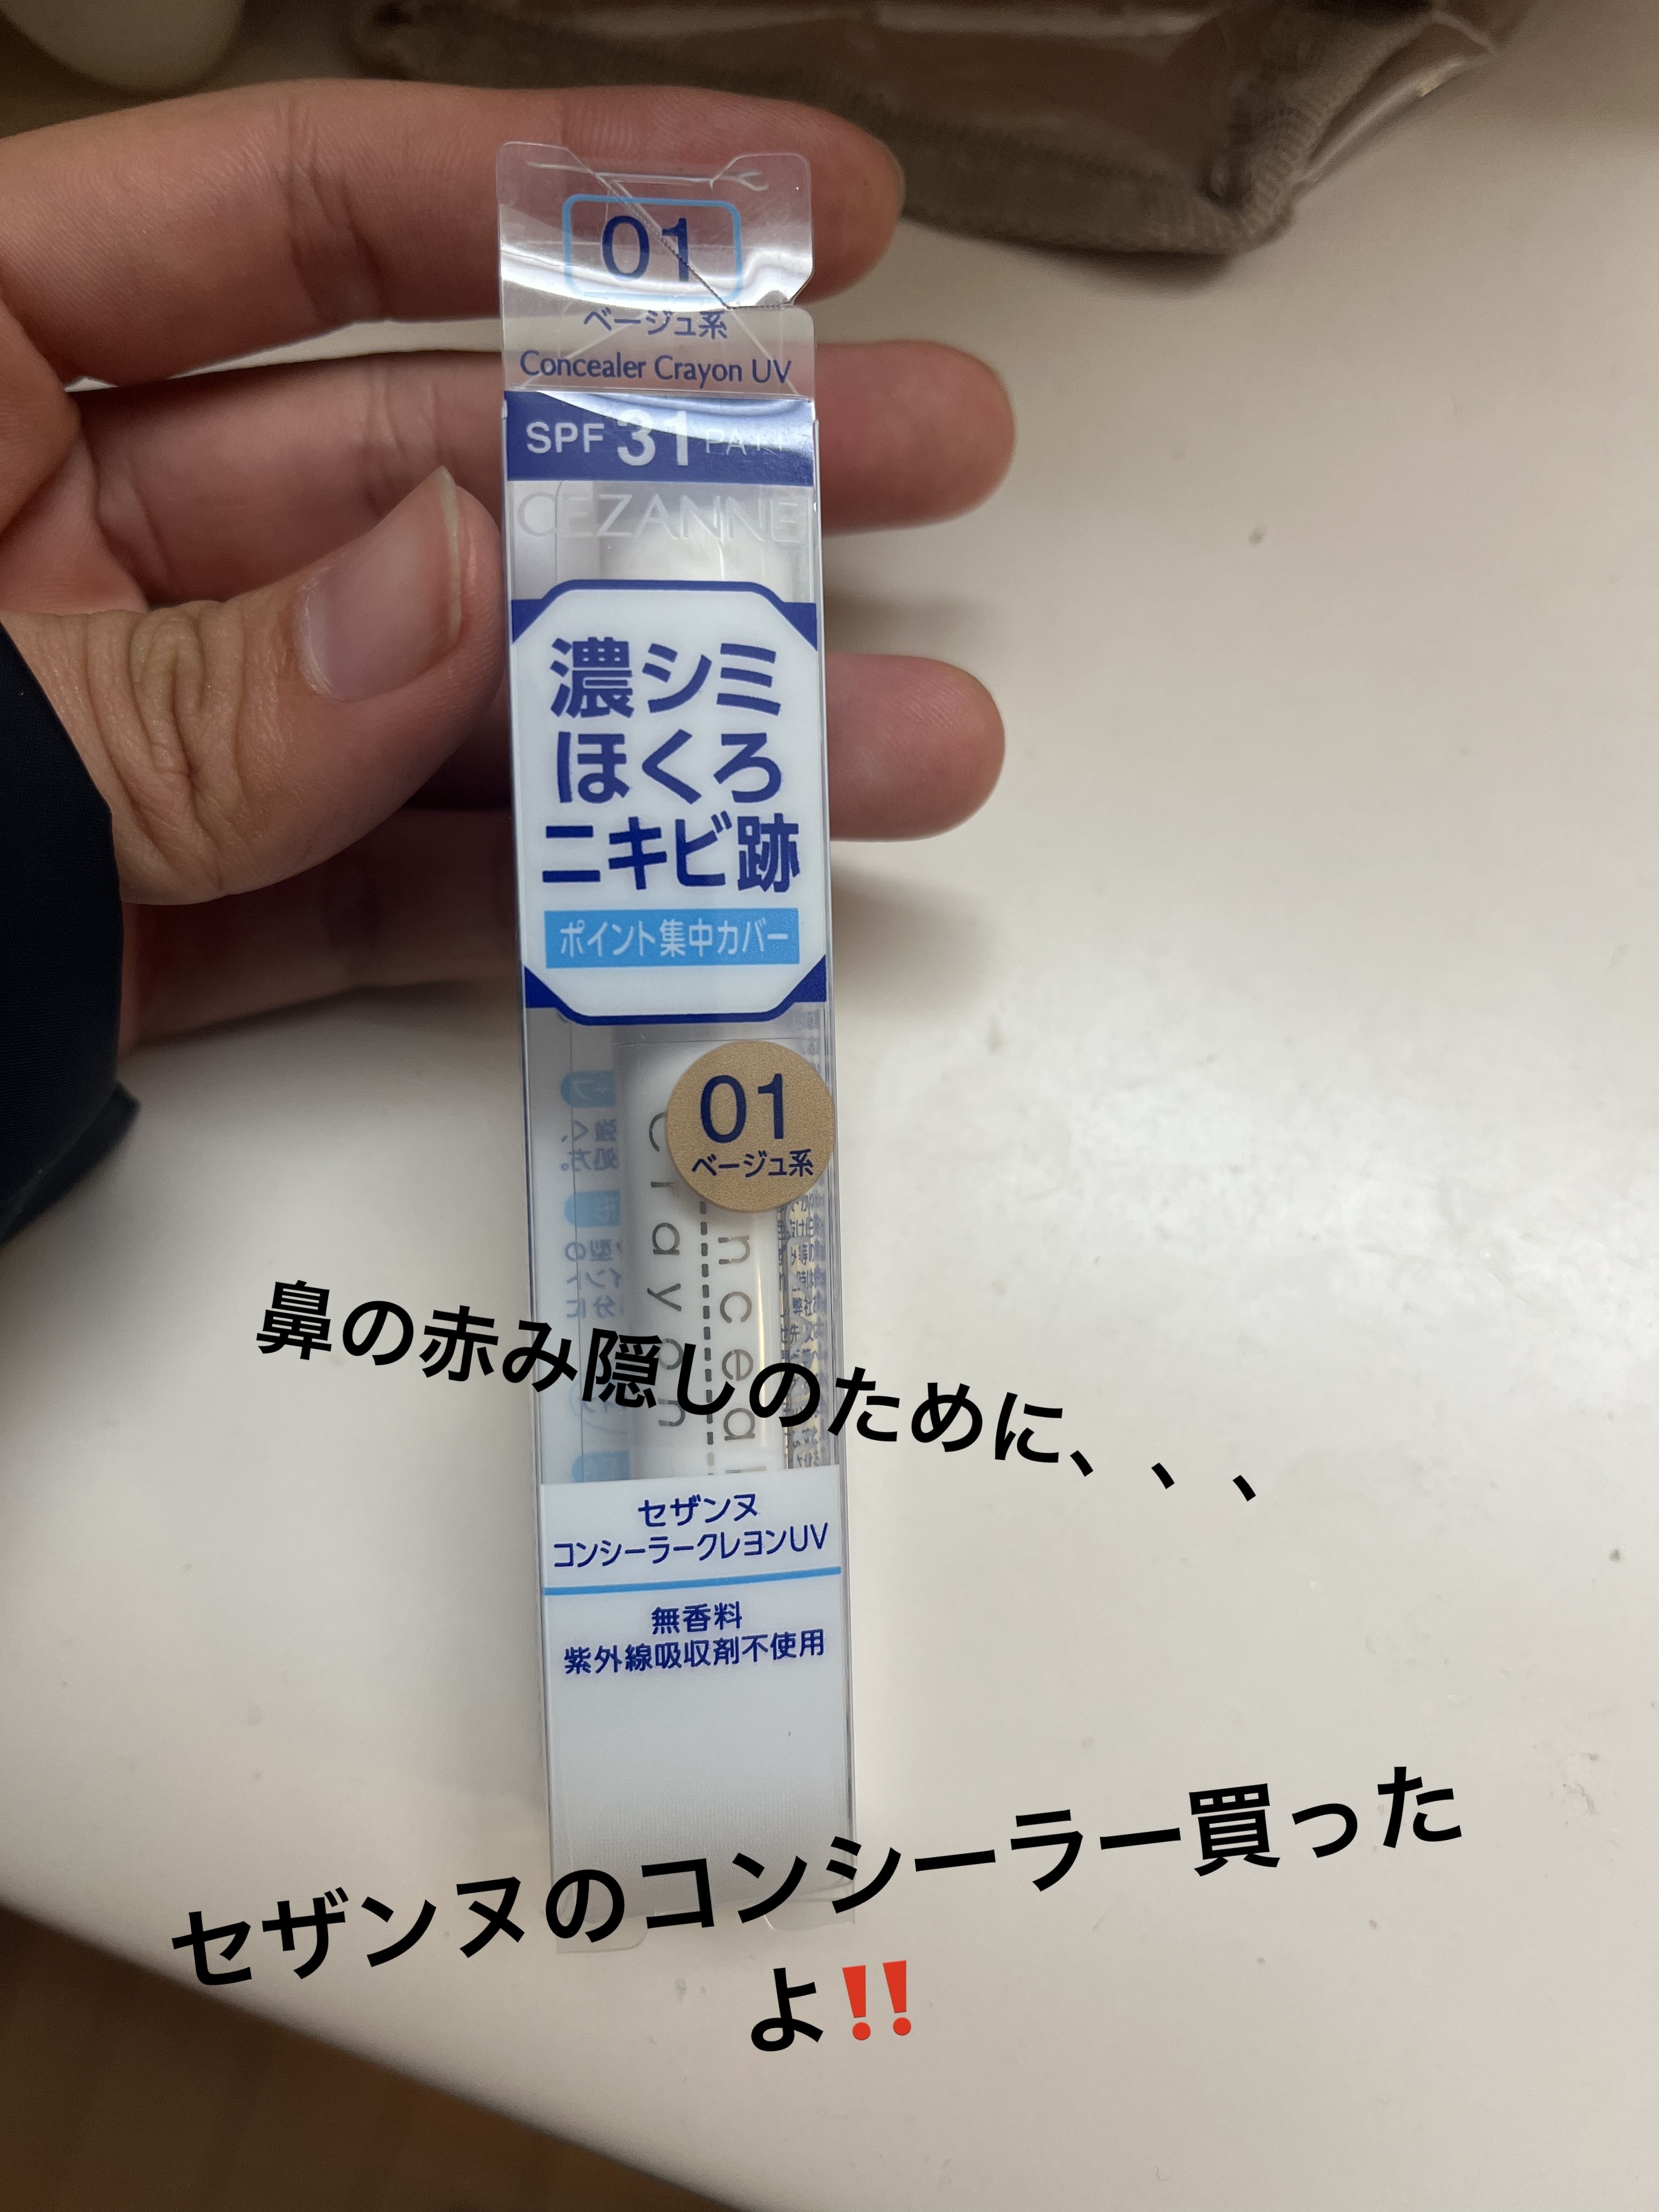 01
ベージュ系
Concealer Crayon UV
SPF 31 PA+++
CEZANNE
濃シミ
ほくろ
ニキビ跡
ポイント集中カバー
01
ベージュ系
crayon
鼻の赤み隠しのために、、、
セザンヌ
コンシーラークレヨンUV
無香料
紫外線吸収剤不使用
セザンヌのコンシーラー買った
よ‼️